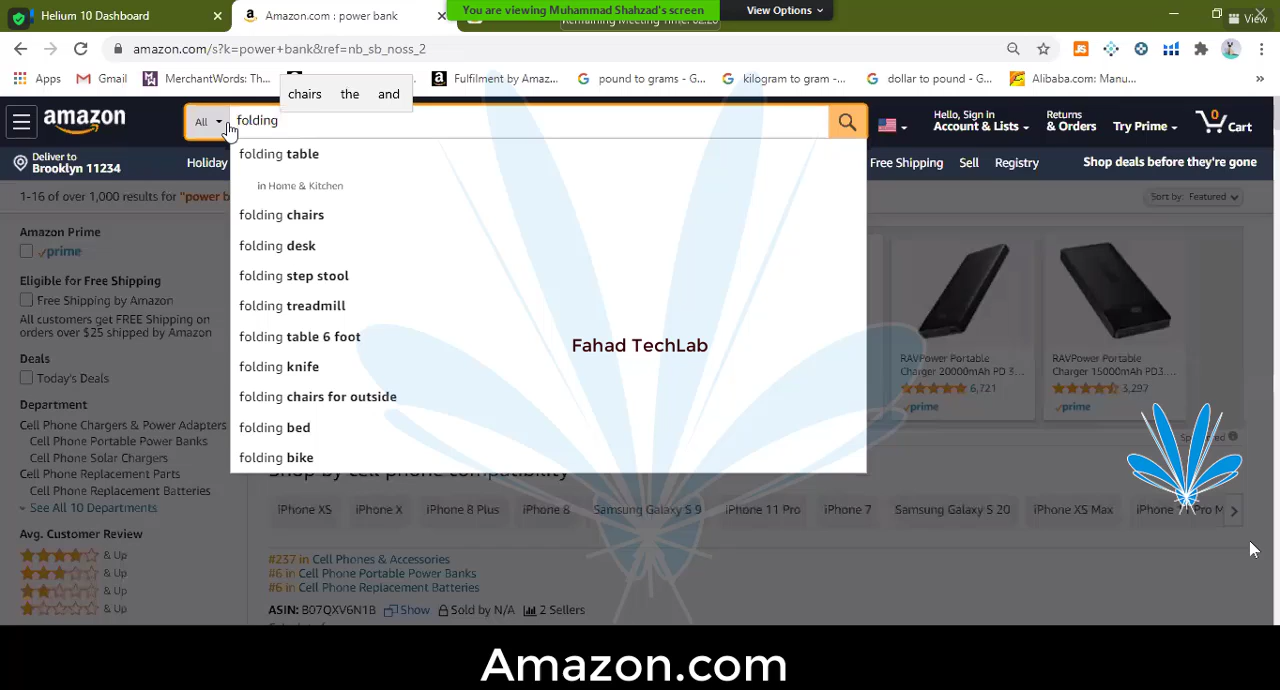 Helium 10 Dashboard
Amazon.com : power bank
You are viewing Muhammad Shahzad's screen
View Options
View
amazon.com/s?k=power+bank&ref=nb_sb_noss_2
Apps
Gmail
MerchantWords: Th...
Fulfilment by Amaz...
pound to grams - G...
kilogram to gram -...
dollar to pound - G...
Alibaba.com: Manu...
chairs the and
amazon
All
folding
Hello, Sign in
Account & Lists
Returns
& Orders
Try Prime
0
Cart
Deliver to
Brooklyn 11234
Holiday
Free Shipping
Sell
Registry
Shop deals before they're gone
1-16 of over 1,000 results for "power b
Sort by: Featured
folding table
in Home & Kitchen
folding chairs
folding desk
folding step stool
folding treadmill
folding table 6 foot
folding knife
folding chairs for outside
folding bed
folding bike
Amazon Prime
prime
Eligible for Free Shipping
Free Shipping by Amazon
All customers get FREE Shipping on
orders over $25 shipped by Amazon
Deals
Today's Deals
Department
Cell Phone Chargers & Power Adapters
Cell Phone Portable Power Banks
Cell Phone Solar Chargers
Cell Phone Replacement Parts
Cell Phone Replacement Batteries
See All 10 Departments
Avg. Customer Review
& Up
& Up
& Up
& Up
Fahad TechLab
RAVPower Portable
Charger 20000mAh PD 3...
6,721
prime
RAVPower Portable
Charger 15000mAh PD3...
3,297
prime
Shop by cell phone compatibility
iPhone XS
iPhone X
iPhone 8 Plus
iPhone 8
Samsung Galaxy S 9
iPhone 11 Pro
iPhone 7
Samsung Galaxy S 20
iPhone XS Max
#237 in Cell Phones & Accessories
#6 in Cell Phone Portable Power Banks
#6 in Cell Phone Replacement Batteries
ASIN: B07QXV6N1B
Show
Sold by N/A
2 Sellers
Amazon.com